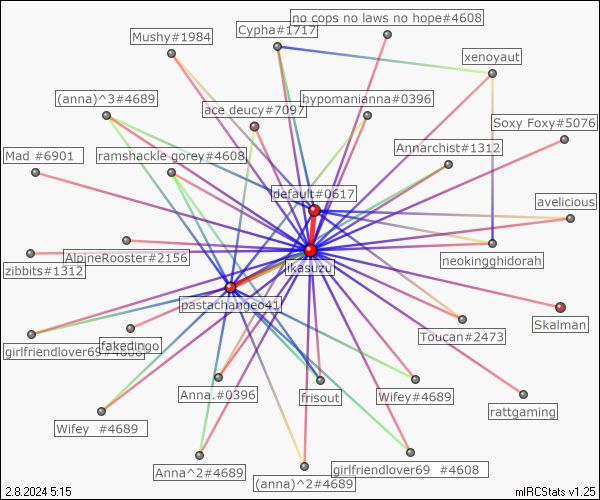 no cops no laws no hope#4608
Cypha#1717
Mushy#1984
xenoyaut
(anna)^3#4689
ace deucy#7097
hypomanianna#0396
Soxy Foxy#5076
Mad #6901
ramshackle gorey#4608
Annarchist#1312
default#0617
avelicious
AlpineRooster#2156
neokingghidorah
zibbits#1312
jikasuzu
pastachangeo41
Skalman
Toucan#2473
girlfriendlover69#4608
fakedingo
Anna.#0396
frisout
Wifey#4689
rattgaming
Wifey #4689
Anna^2#4689
(anna)^2#4689
girlfriendlover69 #4608
2.8.2024 5:15
mIRCStats v1.25